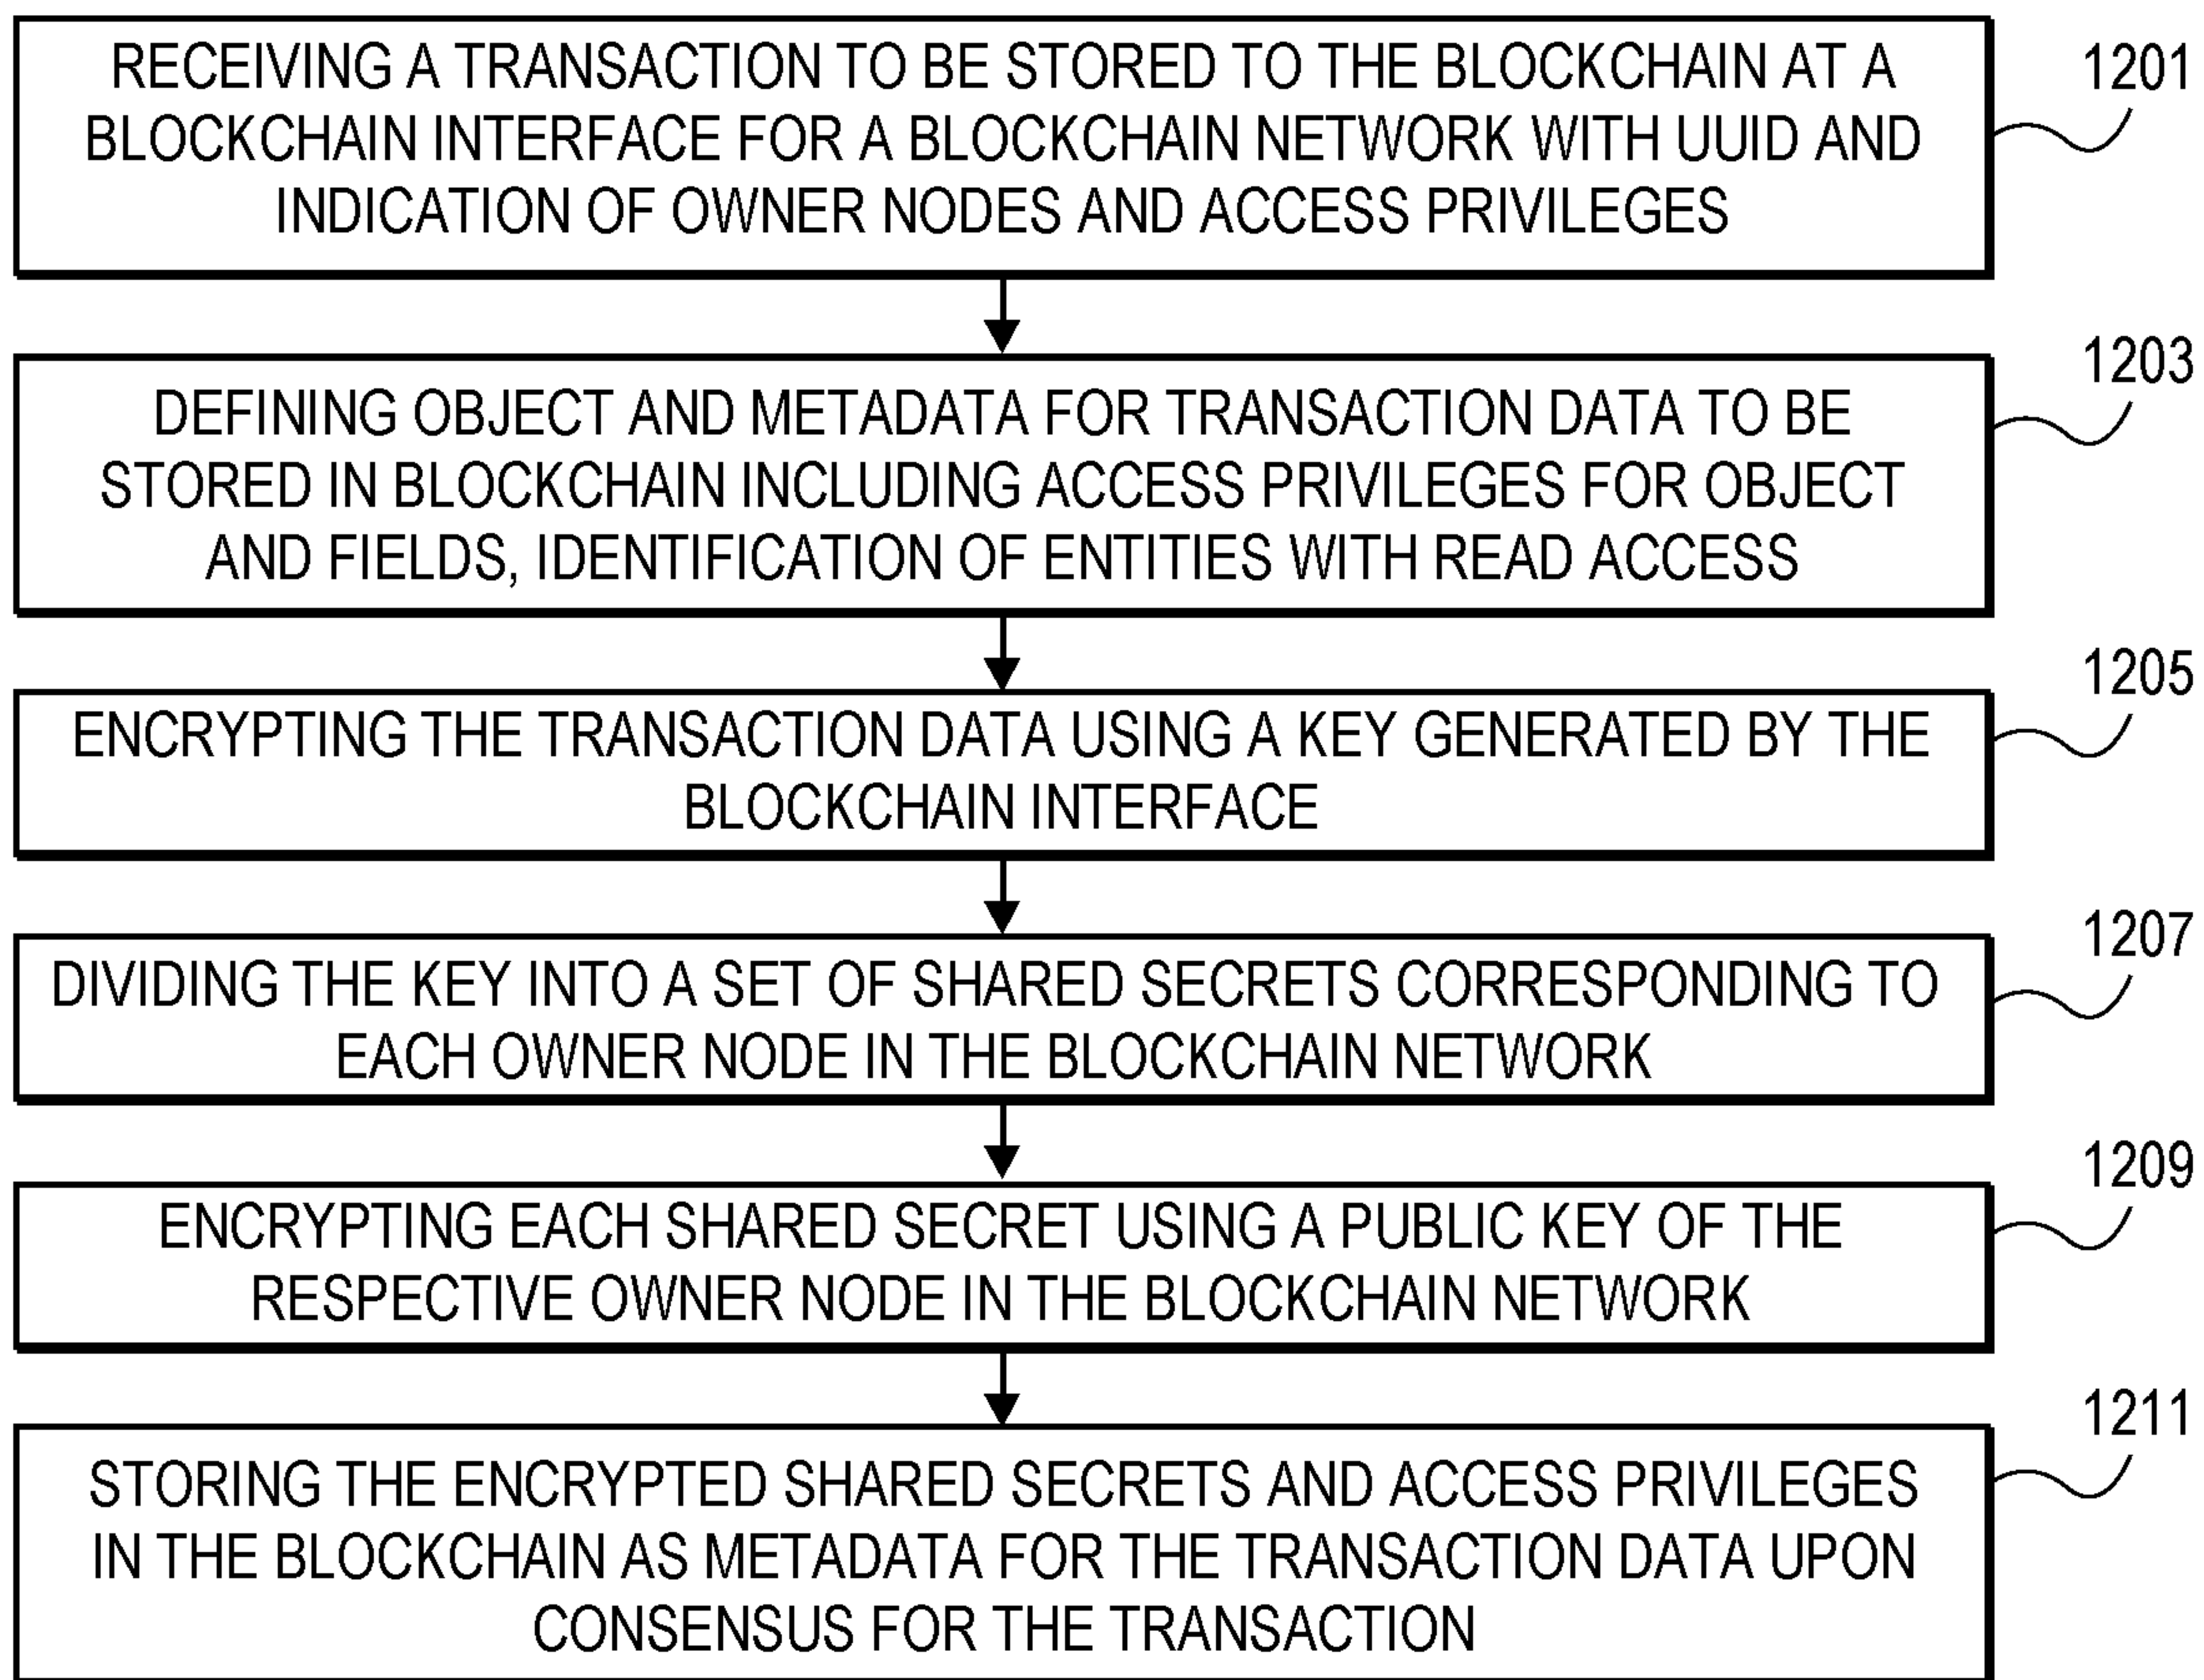 RECEIVING A TRANSACTION TO BE STORED TO THE BLOCKCHAIN AT A
BLOCKCHAIN INTERFACE FOR A BLOCKCHAIN NETWORK WITH UUID AND
INDICATION OF OWNER NODES AND ACCESS PRIVILEGES
1201
DEFINING OBJECT AND METADATA FOR TRANSACTION DATA TO BE
STORED IN BLOCKCHAIN INCLUDING ACCESS PRIVILEGES FOR OBJECT
AND FIELDS, IDENTIFICATION OF ENTITIES WITH READ ACCESS
1203
ENCRYPTING THE TRANSACTION DATA USING A KEY GENERATED BY THE
BLOCKCHAIN INTERFACE
1205
DIVIDING THE KEY INTO A SET OF SHARED SECRETS CORRESPONDING TO
EACH OWNER NODE IN THE BLOCKCHAIN NETWORK
1207
ENCRYPTING EACH SHARED SECRET USING A PUBLIC KEY OF THE
RESPECTIVE OWNER NODE IN THE BLOCKCHAIN NETWORK
1209
STORING THE ENCRYPTED SHARED SECRETS AND ACCESS PRIVILEGES
IN THE BLOCKCHAIN AS METADATA FOR THE TRANSACTION DATA UPON
CONSENSUS FOR THE TRANSACTION
1211